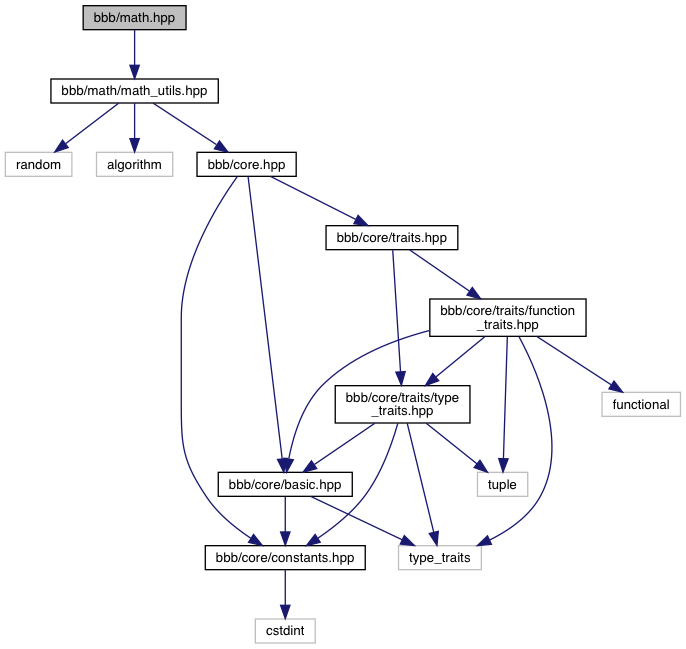 bbb/math.hpp
bbb/math/math_utils.hpp
random
algorithm
bbb/core.hpp
bbb/core/traits.hpp
bbb/core/traits/function
_traits.hpp
bbb/core/traits/type
_traits.hpp
functional
bbb/core/basic.hpp
tuple
bbb/core/constants.hpp
type_traits
cstdint